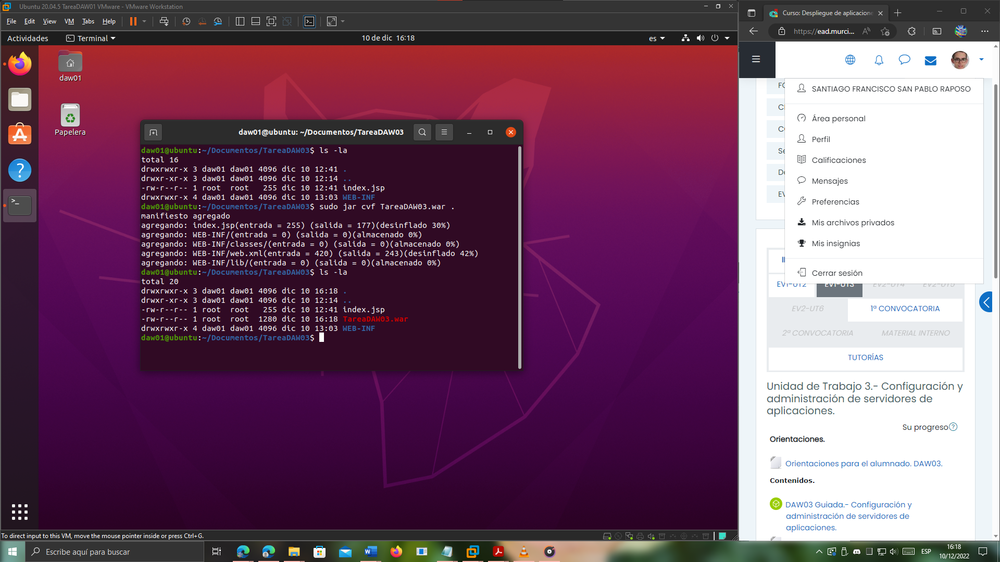 Ubuntu 20.04.5 TareaDAW01 VMware - VMware Workstation
File Edit View VM Tabs Help
Actividades
Terminal
10 de dic 16:18
es
daw01
Papelera
daw01@ubuntu: ~/Documentos/TareaDAW03
daw01@ubuntu:~/Documentos/TareaDAW03$ ls -la
total 16
drwxrwxr-x 3 daw01 daw01 4096 dic 10 12:41 .
drwxr-xr-x 3 daw01 daw01 4096 dic 10 12:14 ..
-rw-r--r-- 1 root root 255 dic 10 12:41 index.jsp
drwxrwxr-x 4 daw01 daw01 4096 dic 10 13:03 WEB-INF
daw01@ubuntu:~/Documentos/TareaDAW03$ sudo jar cvf TareaDAW03.war .
manifiesto agregado
agregando: index.jsp(entrada = 255) (salida = 177)(desinflado 30%)
agregando: WEB-INF/(entrada = 0) (salida = 0)(almacenado 0%)
agregando: WEB-INF/classes/(entrada = 0) (salida = 0)(almacenado 0%)
agregando: WEB-INF/web.xml(entrada = 420) (salida = 243)(desinflado 42%)
agregando: WEB-INF/lib/(entrada = 0) (salida = 0)(almacenado 0%)
daw01@ubuntu:~/Documentos/TareaDAW03$ ls -la
total 20
drwxrwxr-x 3 daw01 daw01 4096 dic 10 16:18 .
drwxr-xr-x 3 daw01 daw01 4096 dic 10 12:14 ..
-rw-r--r-- 1 root root 255 dic 10 12:41 index.jsp
-rw-r--r-- 1 root root 1280 dic 10 16:18 TareaDAW03.war
drwxrwxr-x 4 daw01 daw01 4096 dic 10 13:03 WEB-INF
daw01@ubuntu:~/Documentos/TareaDAW03$
To direct input to this VM, move the mouse pointer inside or press Ctrl+G.
Curso: Despliegue de aplicacione
https://ead.murci...
SANTIAGO FRANCISCO SAN PABLO RAPOSO
Área personal
Perfil
Calificaciones
Mensajes
Preferencias
Mis archivos privados
Mis insignias
Cerrar sesión
EV1-UT2 EV1-UT3 EV2-UT4 EV2-UT5
EV2-UT6 1ª CONVOCATORIA
2ª CONVOCATORIA MATERIAL INTERNO
TUTORÍAS
Unidad de Trabajo 3.- Configuración y
administración de servidores de
aplicaciones.
Su progreso
Orientaciones.
Orientaciones para el alumnado. DAW03.
Contenidos.
DAW03 Guiada.- Configuración y
administración de servidores de
aplicaciones.
Escribe aquí para buscar
ESP
16:18
10/12/2022